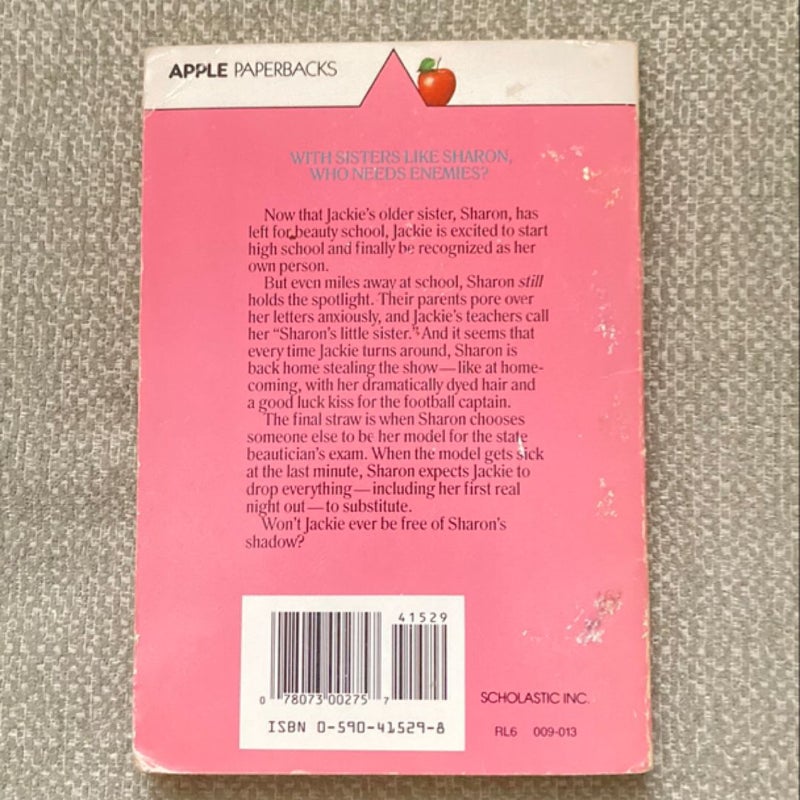 APPLE PAPERBACKS
WITH SISTERS LIKE SHARON,
WHO NEEDS ENEMIES?
Now that Jackie's older sister, Sharon, has
left for beauty school, Jackie is excited to start
high school and finally be recognized as her
own person.
But even miles away at school, Sharon still
holds the spotlight. Their parents pore over
her letters anxiously, and Jackie's teachers call
her “Sharon's little sister.” And it seems that
every time Jackie turns around, Sharon is
back home stealing the show—like at home-
coming, with her dramatically dyed hair and
a good luck kiss for the football captain.
The final straw is when Sharon chooses
someone else to be her model for the state
beautician's exam. When the model gets sick
at the last minute, Sharon expects Jackie to
drop everything—including her first real
night out—to substitute.
Won't Jackie ever be free of Sharon's
shadow?
41529
0 78073 00275 7
ISBN 0-590-41529-8
SCHOLASTIC INC.
RL6 009-013